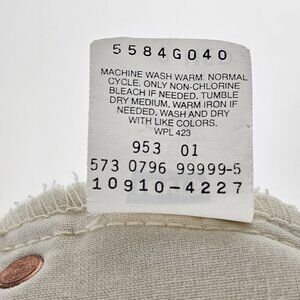 5584G040
MACHINE WASH WARM. NORMAL
CYCLE. ONLY NON-CHLORINE
BLEACH IF NEEDED. TUMBLE
DRY MEDIUM. WARM IRON IF
NEEDED. WASH AND DRY
WITH LIKE COLORS.
WPL 423
953 01
573 0796 99999-5
10910-4227